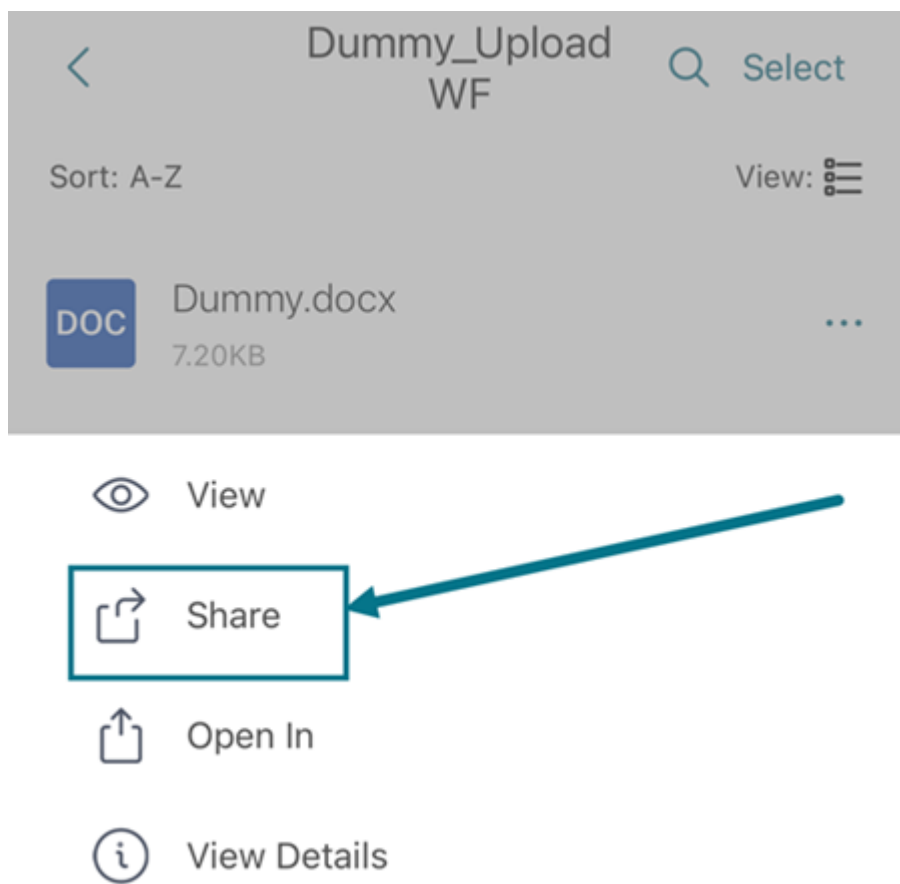 Dummy_Upload
WF
Select
Sort: A-Z
View:
DOC
Dummy.docx
7.20KB
View
Share
Open In
View Details